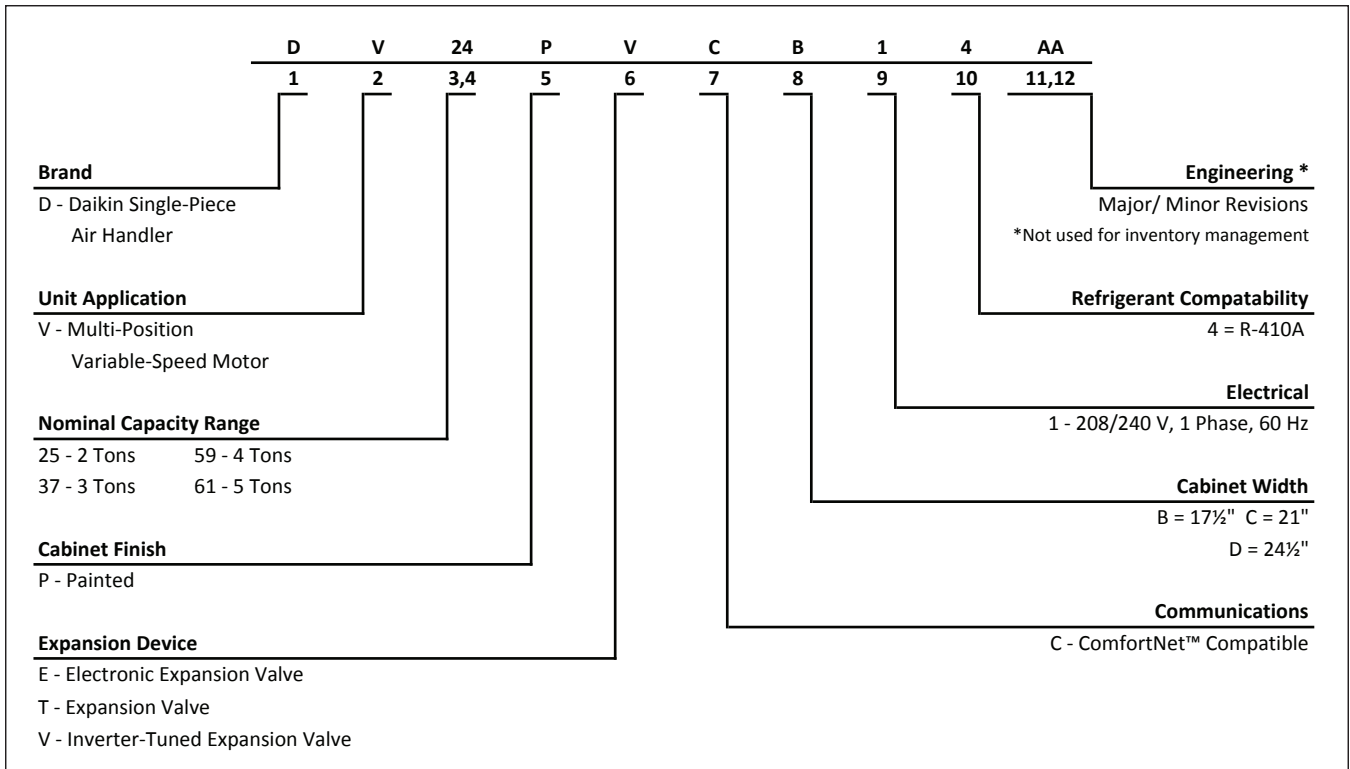 D V 24 P V C B 1 4 AA
1 2 3,4 5 6 7 8 9 10 11,12
Brand
D - Daikin Single-Piece
Air Handler
Unit Application
V - Multi-Position
Variable-Speed Motor
Nominal Capacity Range
25 - 2 Tons 59 - 4 Tons
37 - 3 Tons 61 - 5 Tons
Cabinet Finish
P - Painted
Expansion Device
E - Electronic Expansion Valve
T - Expansion Valve
V - Inverter-Tuned Expansion Valve
Engineering *
Major/ Minor Revisions
*Not used for inventory management
Refrigerant Compatability
4 = R-410A
Electrical
1 - 208/240 V, 1 Phase, 60 Hz
Cabinet Width
B = 17½" C = 21"
D = 24½"
Communications
C - ComfortNet™ Compatible